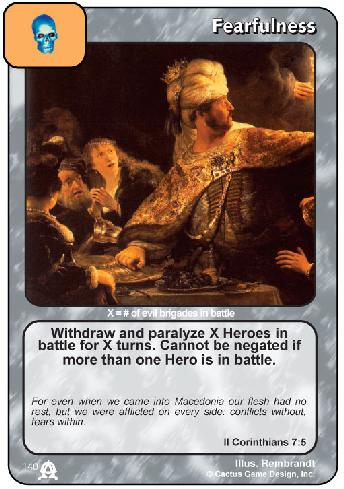 Fearfulness
X = # of evil brigades in battle
Withdraw and paralyze X Heroes in
battle for X turns. Cannot be negated if
more than one Hero is in battle.
For even when we came into Macedonia our flesh had no
rest, but we were afflicted on every side: conflicts without,
fears within.
II Corinthians 7:5
Illus. Rembrandt
140
© Cactus Game Design, Inc.